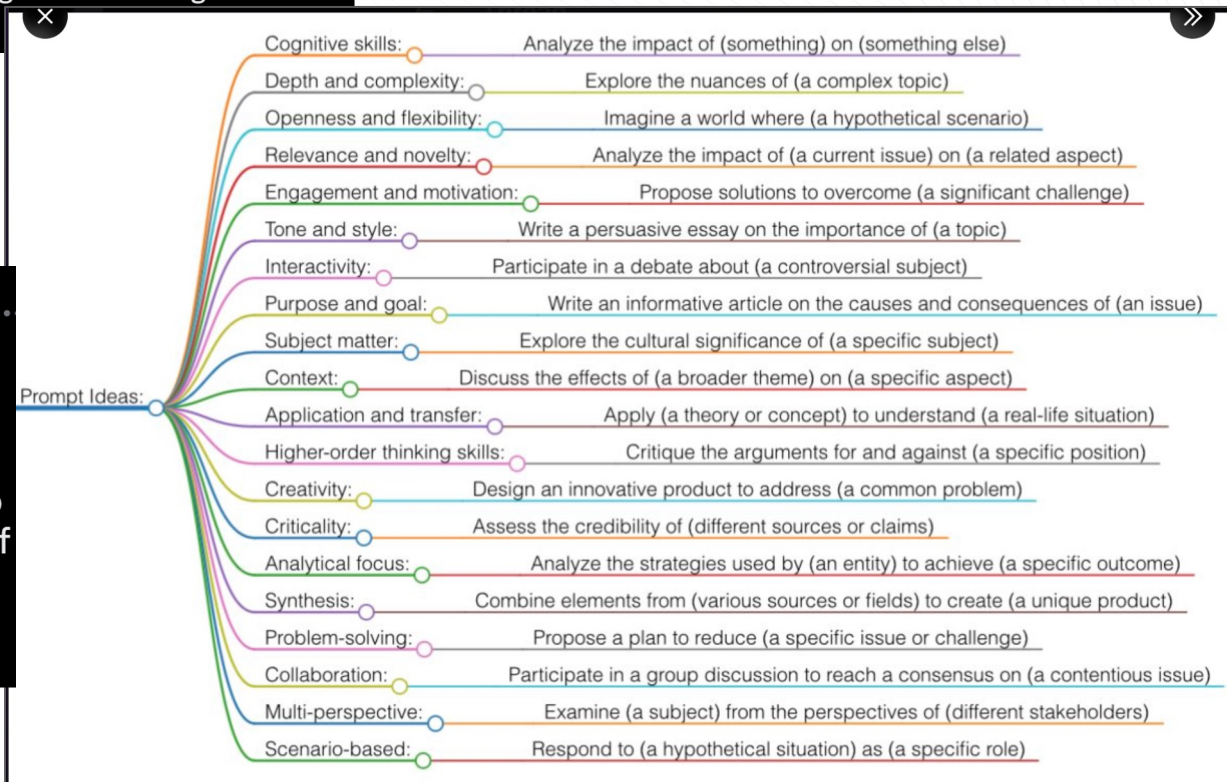 Cognitive skills: Analyze the impact of (something) on (something else)
Depth and complexity: Explore the nuances of (a complex topic)
Openness and flexibility: Imagine a world where (a hypothetical scenario)
Relevance and novelty: Analyze the impact of (a current issue) on (a related aspect)
Engagement and motivation: Propose solutions to overcome (a significant challenge)
Tone and style: Write a persuasive essay on the importance of (a topic)
Interactivity: Participate in a debate about (a controversial subject)
Purpose and goal: Write an informative article on the causes and consequences of (an issue)
Subject matter: Explore the cultural significance of (a specific subject)
Context: Discuss the effects of (a broader theme) on (a specific aspect)
Prompt Ideas:
Application and transfer: Apply (a theory or concept) to understand (a real-life situation)
Higher-order thinking skills: Critique the arguments for and against (a specific position)
Creativity: Design an innovative product to address (a common problem)
Criticality: Assess the credibility of (different sources or claims)
Analytical focus: Analyze the strategies used by (an entity) to achieve (a specific outcome)
Synthesis: Combine elements from (various sources or fields) to create (a unique product)
Problem-solving: Propose a plan to reduce (a specific issue or challenge)
Collaboration: Participate in a group discussion to reach a consensus on (a contentious issue)
Multi-perspective: Examine (a subject) from the perspectives of (different stakeholders)
Scenario-based: Respond to (a hypothetical situation) as (a specific role)